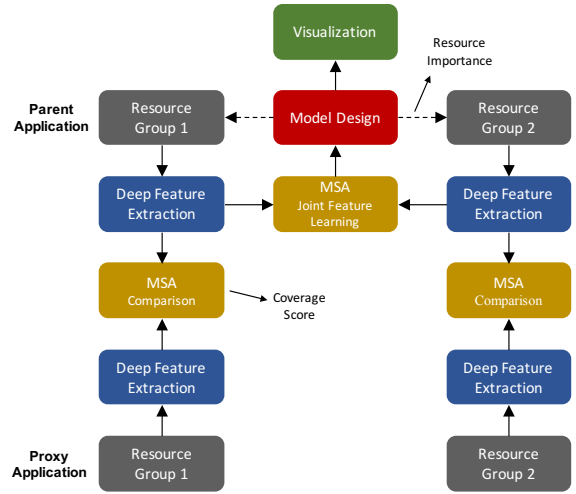 Visualization
Resource
Importance
Parent
Application
Resource
Group 1
Model Design
Resource
Group 2
Deep Feature
Extraction
MSA
Joint Feature
Learning
Deep Feature
Extraction
MSA
Comparison
Coverage
Score
MSA
Comparison
Deep Feature
Extraction
Deep Feature
Extraction
Proxy
Application
Resource
Group 1
Resource
Group 2